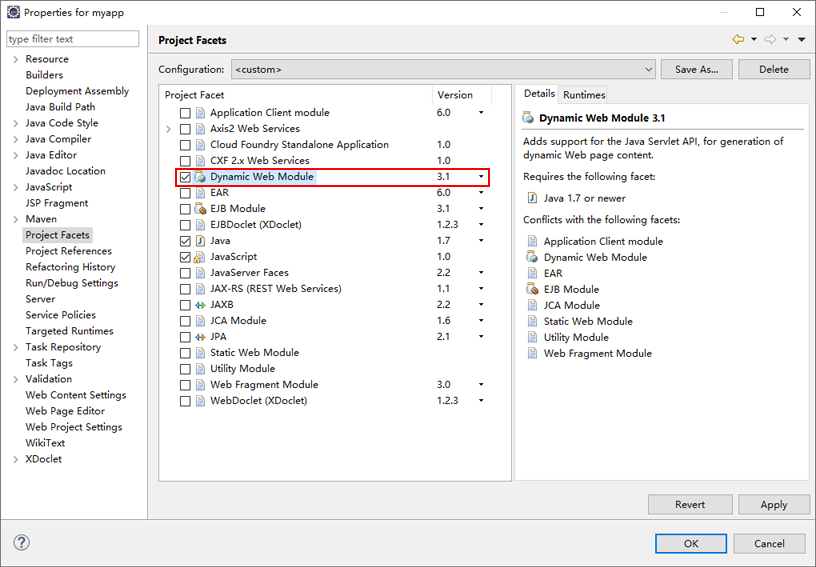 Properties for myapp
type filter text
Resource
Builders
Deployment Assembly
Java Build Path
Java Code Style
Java Compiler
Java Editor
Javadoc Location
JavaScript
JSP Fragment
Maven
Project Facets
Project References
Refactoring History
Run/Debug Settings
Server
Service Policies
Targeted Runtimes
Task Repository
Task Tags
Validation
Web Content Settings
Web Page Editor
Web Project Settings
WikiText
XDoclet
Project Facets
Configuration: <custom> Save As... Delete
Project Facet Version
Application Client module 6.0
Axis2 Web Services
Cloud Foundry Standalone Application 1.0
CXF 2.x Web Services 1.0
Dynamic Web Module 3.1
EAR 6.0
EJB Module 3.1
EJBDoclet (XDoclet) 1.2.3
Java 1.7
JavaScript 1.0
JavaServer Faces 2.2
JAX-RS (REST Web Services) 1.1
JAXB 2.2
JCA Module 1.6
JPA 2.1
Static Web Module
Utility Module
Web Fragment Module 3.0
WebDoclet (XDoclet) 1.2.3
Details Runtimes
Dynamic Web Module 3.1
Adds support for the Java Servlet API, for generation of
dynamic Web page content.
Requires the following facet:
Java 1.7 or newer
Conflicts with the following facets:
Application Client module
Dynamic Web Module
EAR
EJB Module
JCA Module
Static Web Module
Utility Module
Web Fragment Module
Revert Apply
OK Cancel